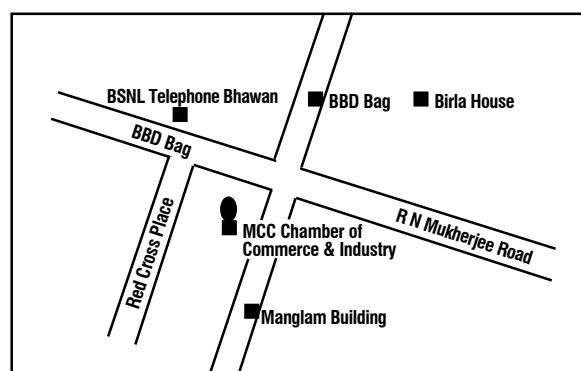 BSNL Telephone Bhawan
BBD Bag
Birla House
BBD Bag
Red Cross Place
MCC Chamber of
Commerce & Industry
R N Mukherjee Road
Manglam Building